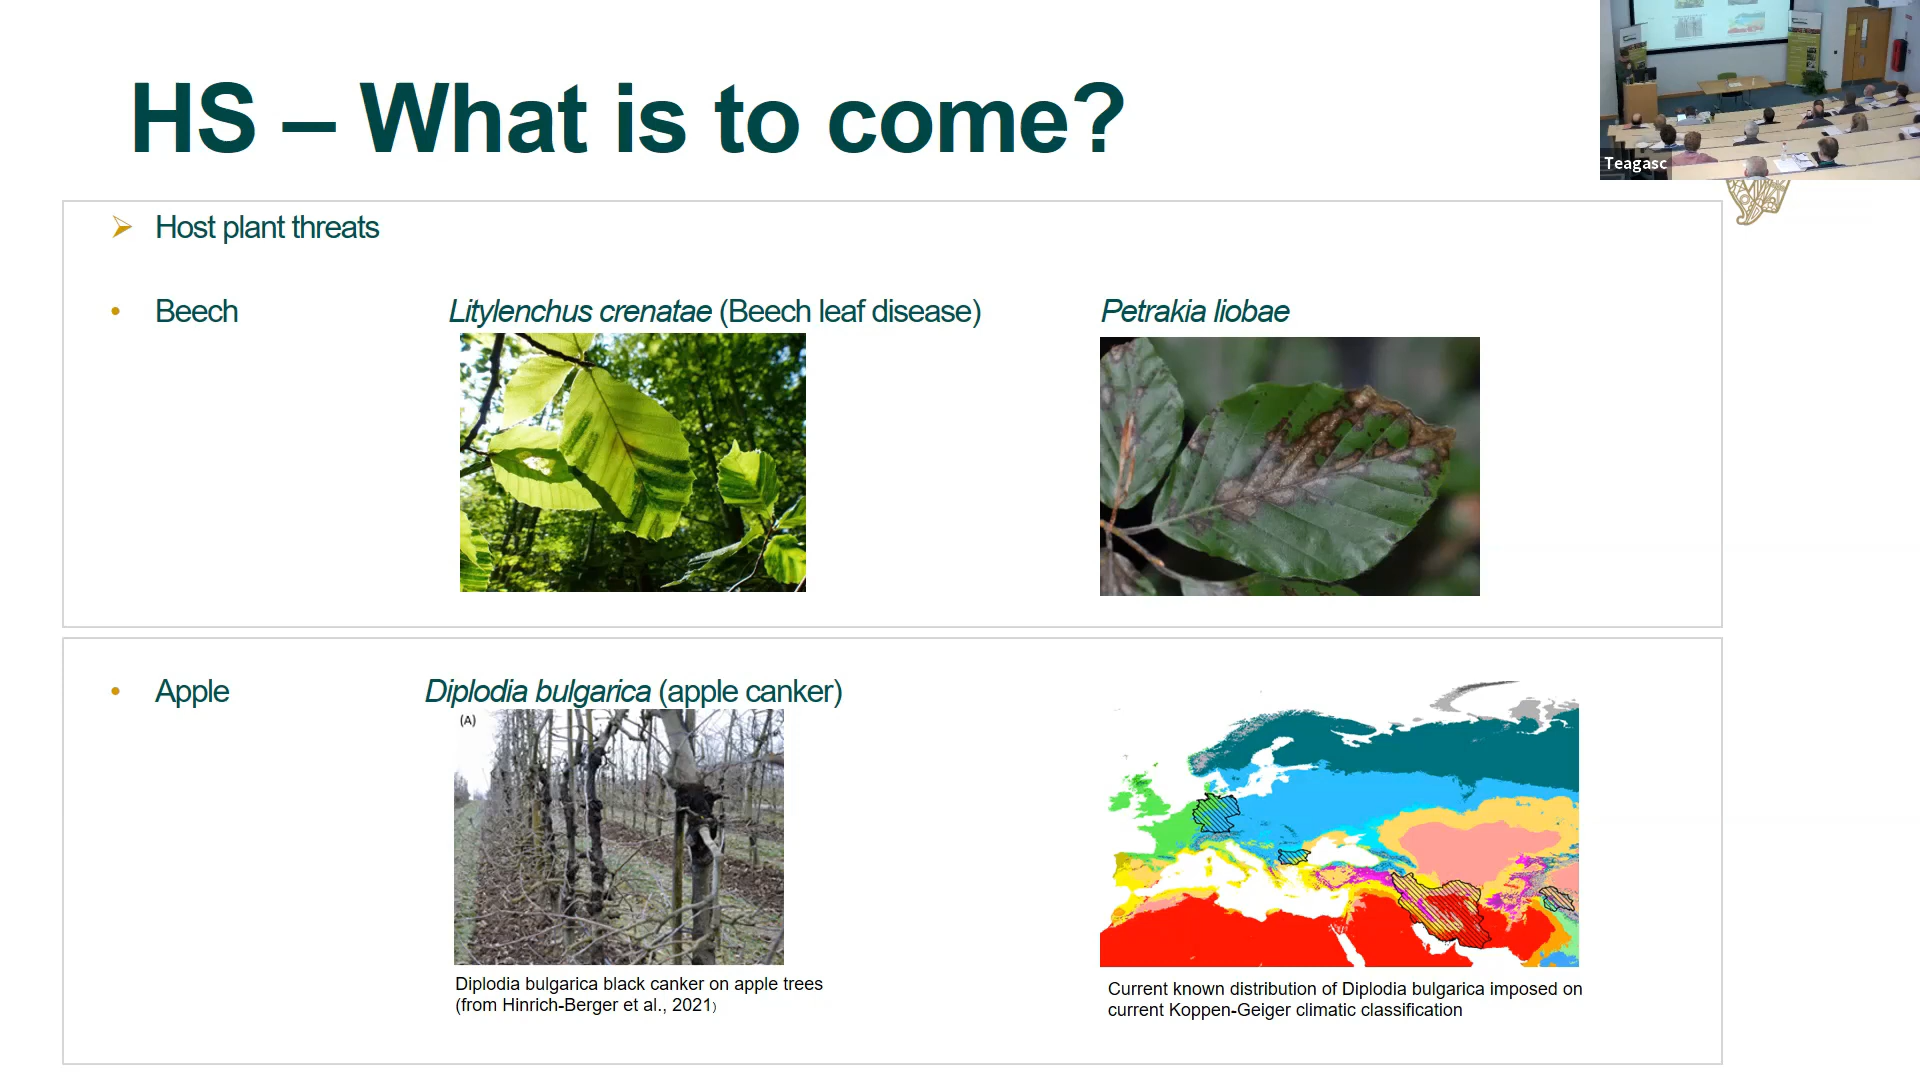 HS – What is to come?
Teagasc
➢ Host plant threats
• Beech
Litylenchus crenatae (Beech leaf disease)
Petrakia liobae
• Apple
Diplodia bulgarica (apple canker)
(A)
Diplodia bulgarica black canker on apple trees
(from Hinrich-Berger et al., 2021)
Current known distribution of Diplodia bulgarica imposed on
current Koppen-Geiger climatic classification